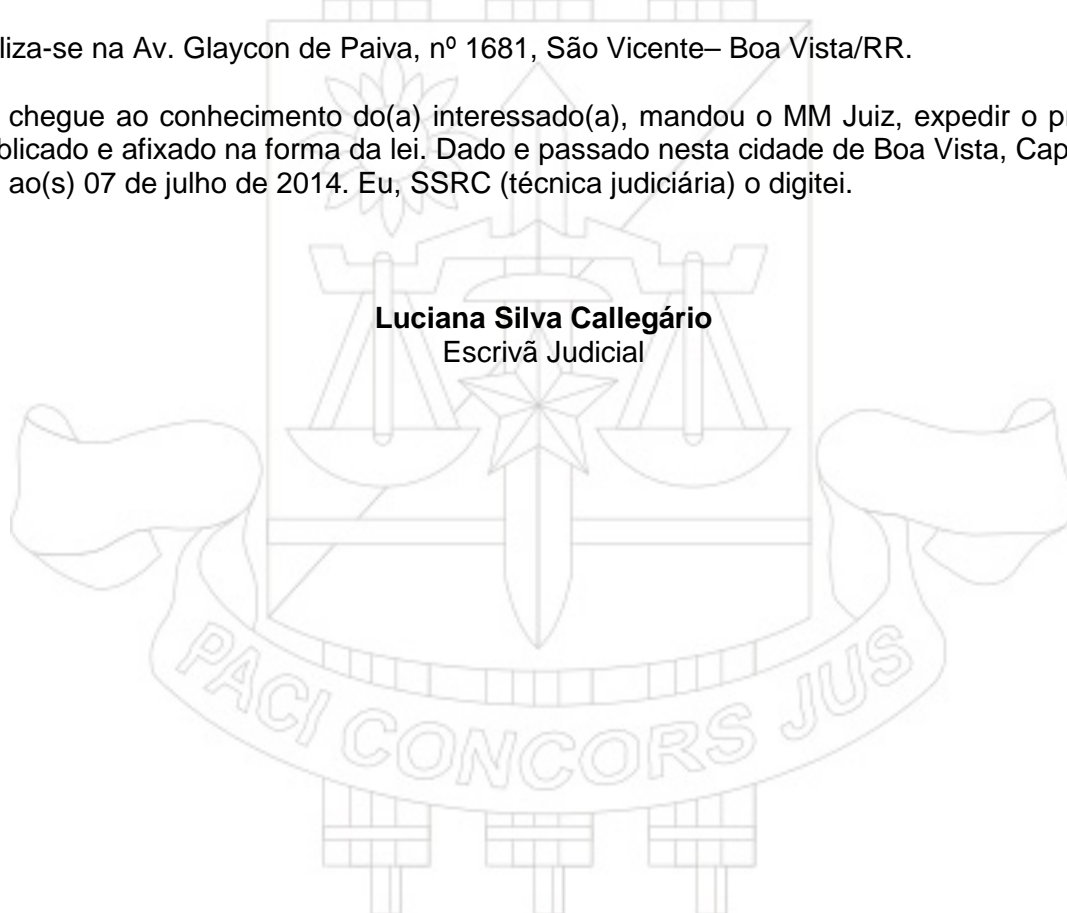 liza-se na Av. Glaycon de Paiva, nº 1681, São Vicente– Boa Vista/RR.
chegue ao conhecimento do(a) interessado(a), mandou o MM Juiz, expedir o p
blicado e afixado na forma da lei. Dado e passado nesta cidade de Boa Vista, Cap
ao(s) 07 de julho de 2014. Eu, SSRC (técnica judiciária) o digitei.
Luciana Silva Callegário
Escrivã Judicial
PACI CONCORS JUS